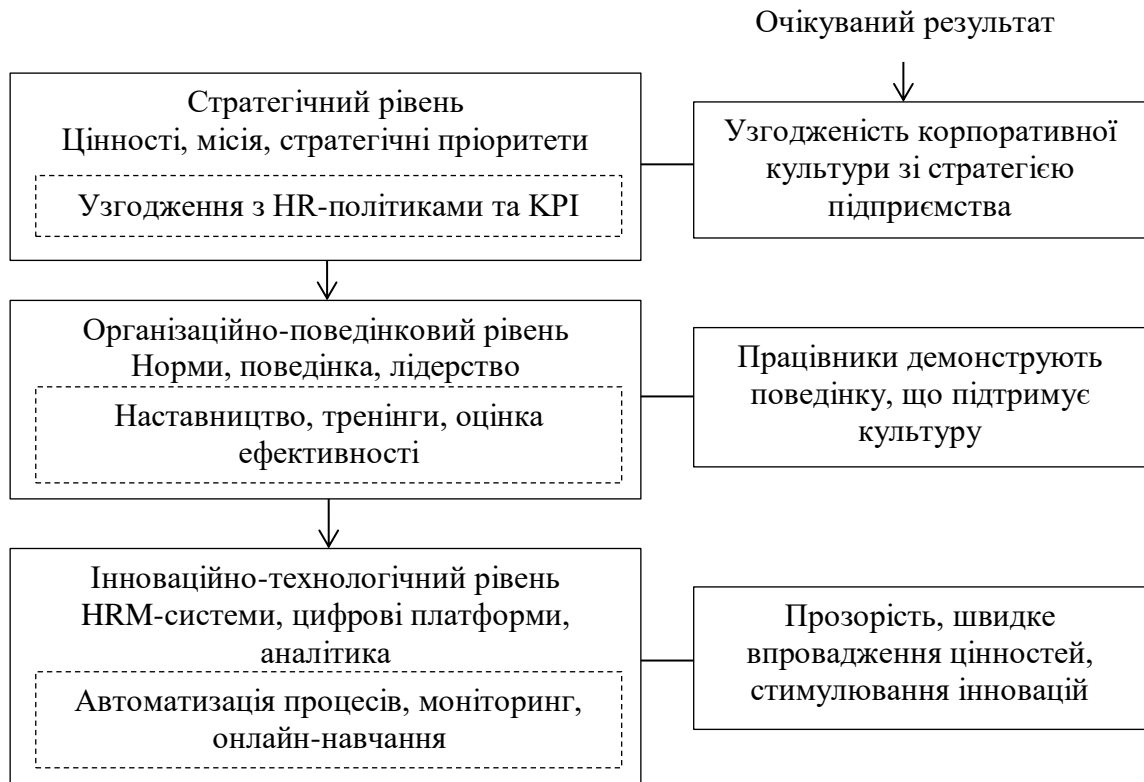 Очікуваний результат
Стратегічний рівень
Цінності, місія, стратегічні пріоритети
Узгодження з HR-політиками та KPI
Узгодженість корпоративної
культури зі стратегією
підприємства
Організаційно-поведінковий рівень
Норми, поведінка, лідерство
Наставництво, тренінги, оцінка
ефективності
Працівники демонструють
поведінку, що підтримує
культуру
Інноваційно-технологічний рівень
HRM-системи, цифрові платформи,
аналітика
Автоматизація процесів, моніторинг,
онлайн-навчання
Прозорість, швидке
впровадження цінностей,
стимулювання інновацій